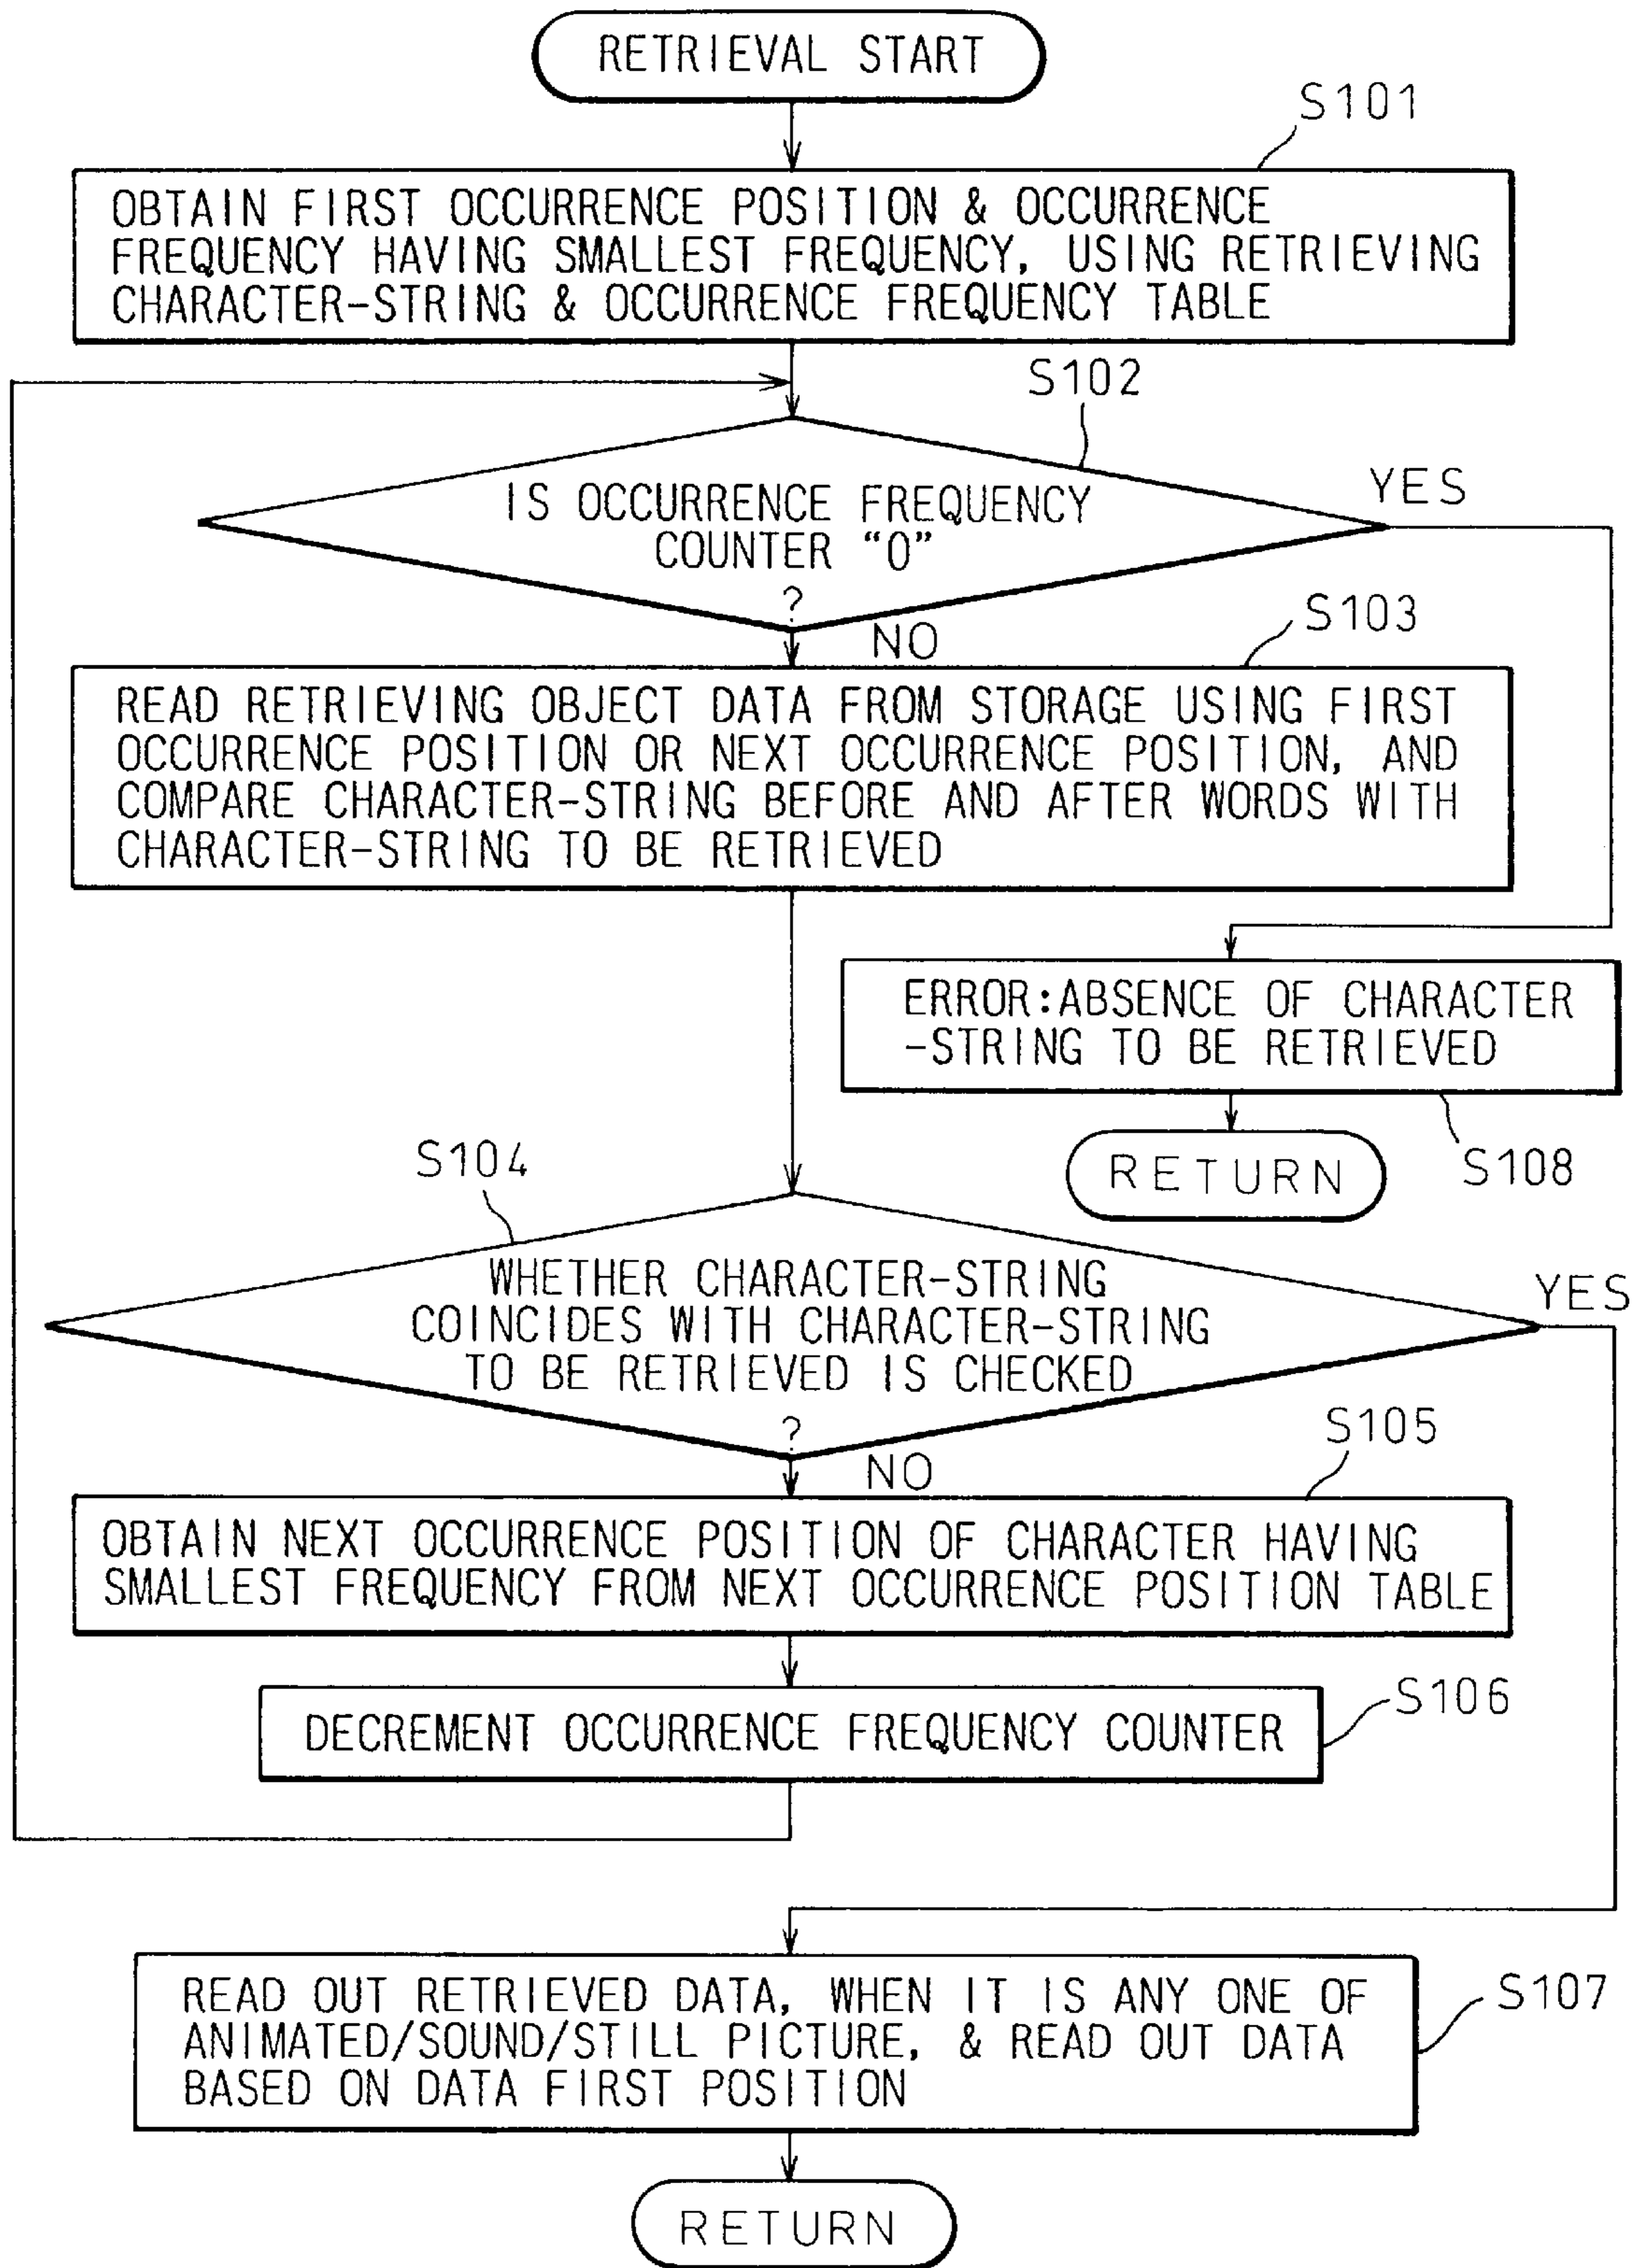 RETRIEVAL START
S101
OBTAIN FIRST OCCURRENCE POSITION & OCCURRENCE
FREQUENCY HAVING SMALLEST FREQUENCY, USING RETRIEVING
CHARACTER-STRING & OCCURRENCE FREQUENCY TABLE
S102
IS OCCURRENCE FREQUENCY
COUNTER “0”
?
YES
NO
S103
READ RETRIEVING OBJECT DATA FROM STORAGE USING FIRST
OCCURRENCE POSITION OR NEXT OCCURRENCE POSITION, AND
COMPARE CHARACTER-STRING BEFORE AND AFTER WORDS WITH
CHARACTER-STRING TO BE RETRIEVED
ERROR:ABSENCE OF CHARACTER
-STRING TO BE RETRIEVED
S108
RETURN
S104
WHETHER CHARACTER-STRING
COINCIDES WITH CHARACTER-STRING
TO BE RETRIEVED IS CHECKED
?
YES
NO
S105
OBTAIN NEXT OCCURRENCE POSITION OF CHARACTER HAVING
SMALLEST FREQUENCY FROM NEXT OCCURRENCE POSITION TABLE
S106
DECREMENT OCCURRENCE FREQUENCY COUNTER
READ OUT RETRIEVED DATA, WHEN IT IS ANY ONE OF
ANIMATED/SOUND/STILL PICTURE, & READ OUT DATA
BASED ON DATA FIRST POSITION
S107
RETURN